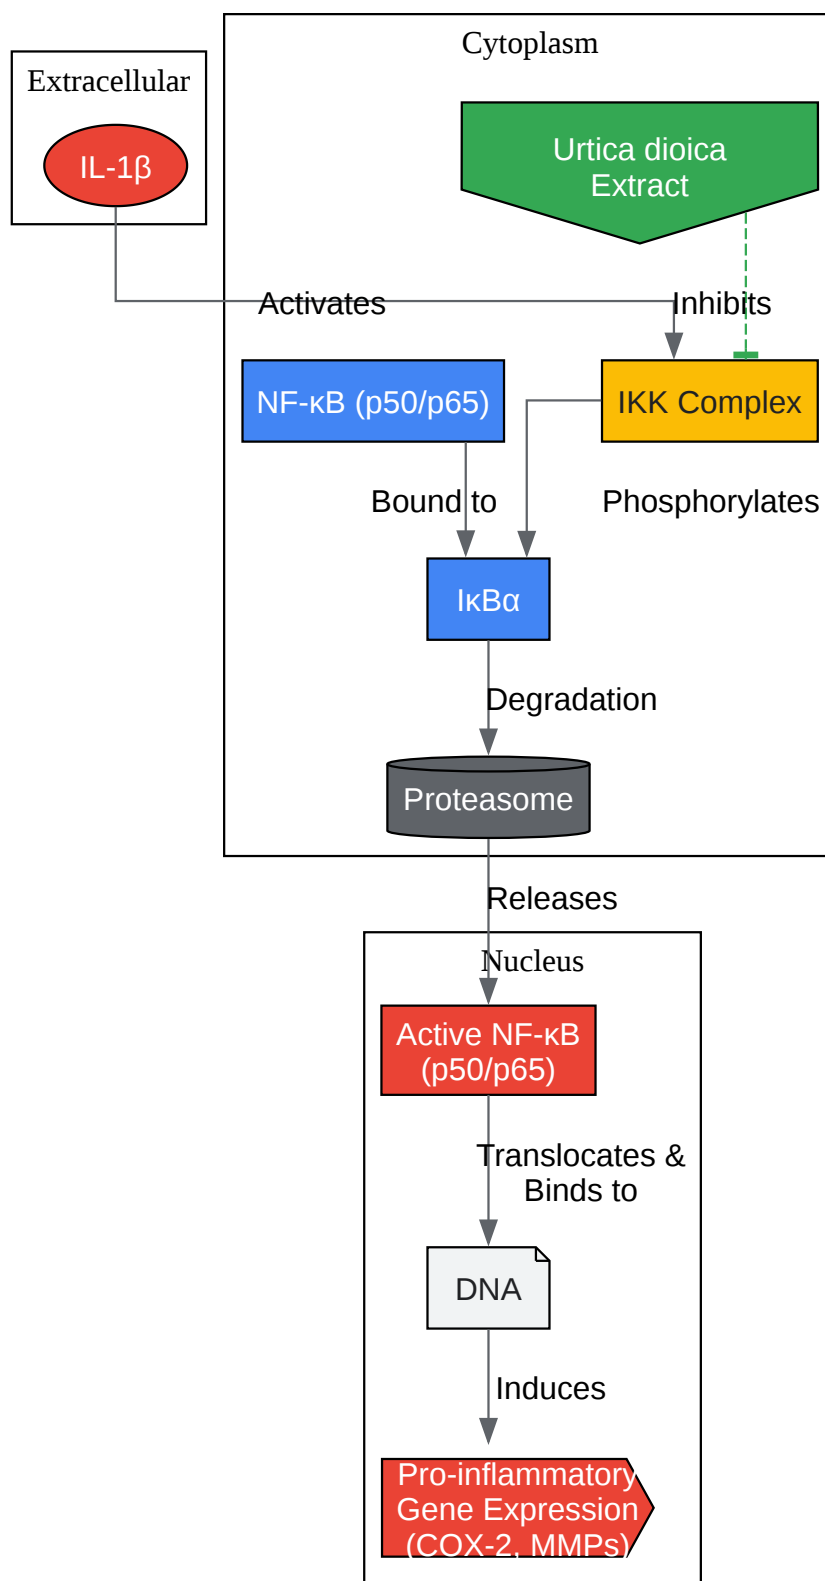 Cytoplasm
Extracellular
IL-1β
Urtica dioica
Extract
Activates
Inhibits
NF-κB (p50/p65)
IKK Complex
Bound to
Phosphorylates
IκBα
Degradation
Proteasome
Releases
Nucleus
Active NF-κB
(p50/p65)
Translocates &
Binds to
DNA
Induces
Pro-inflammatory
Gene Expression
(COX-2, MMPs)